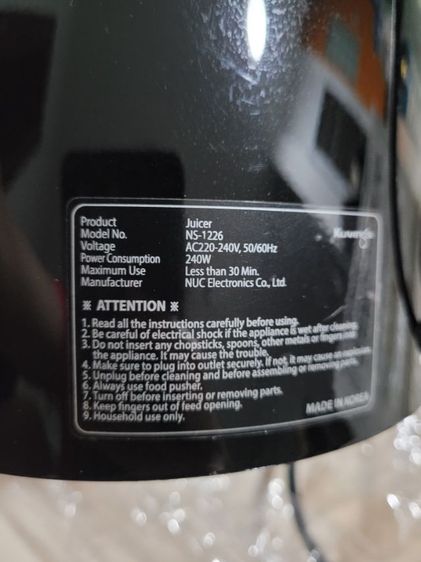 Kuvings
Product Juicer
Model No. NS-1226
Voltage AC220-240V, 50/60Hz
Power Consumption 240W
Maximum Use Less than 30 Min.
NUC Electronics Co., Ltd.
※ ATTENTION ※
1. Read all the instructions carefully before using.
2. Be careful of electrical shock if the appliance is wet after cleaning.
3. Do not insert any chopsticks, spoons, other metals or fingers into
the appliance. It may cause the trouble.
4. Make sure to plug into outlet securely. If not, it may cause an
5. Unplug before cleaning and before assembling or removing parts.
6. Always use food pusher.
7. Turn off before inserting or removing parts.
8. Keep fingers out of feed opening.
9. Household use only.
MADE IN KOREA